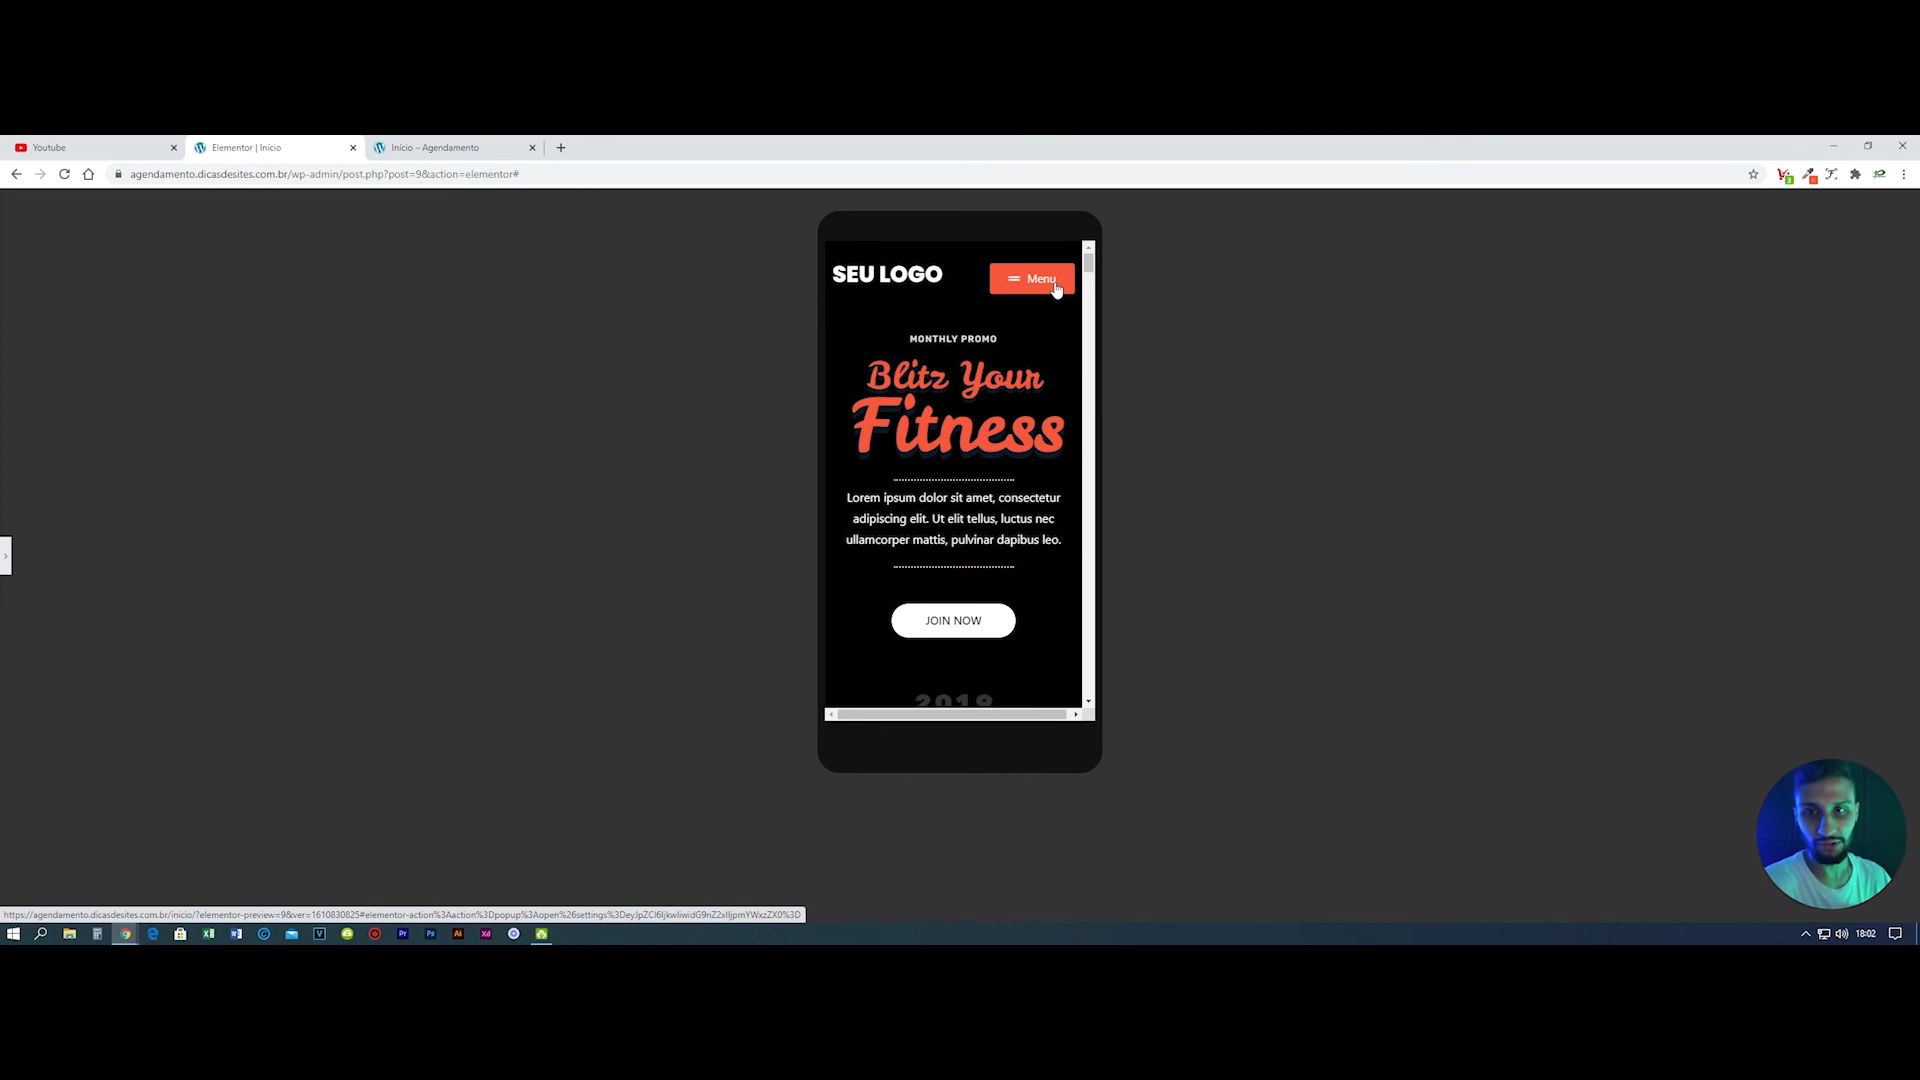 Youtube
Elementor | Início
Início – Agendamento
agendamento.dicasdesites.com.br/wp-admin/post.php?post=9&action=elementor#
SEU LOGO
Menu
MONTHLY PROMO
Blitz Your
Fitness
Lorem ipsum dolor sit amet, consectetur
adipiscing elit. Ut elit tellus, luctus nec
ullamcorper mattis, pulvinar dapibus leo.
JOIN NOW
2019
18:02